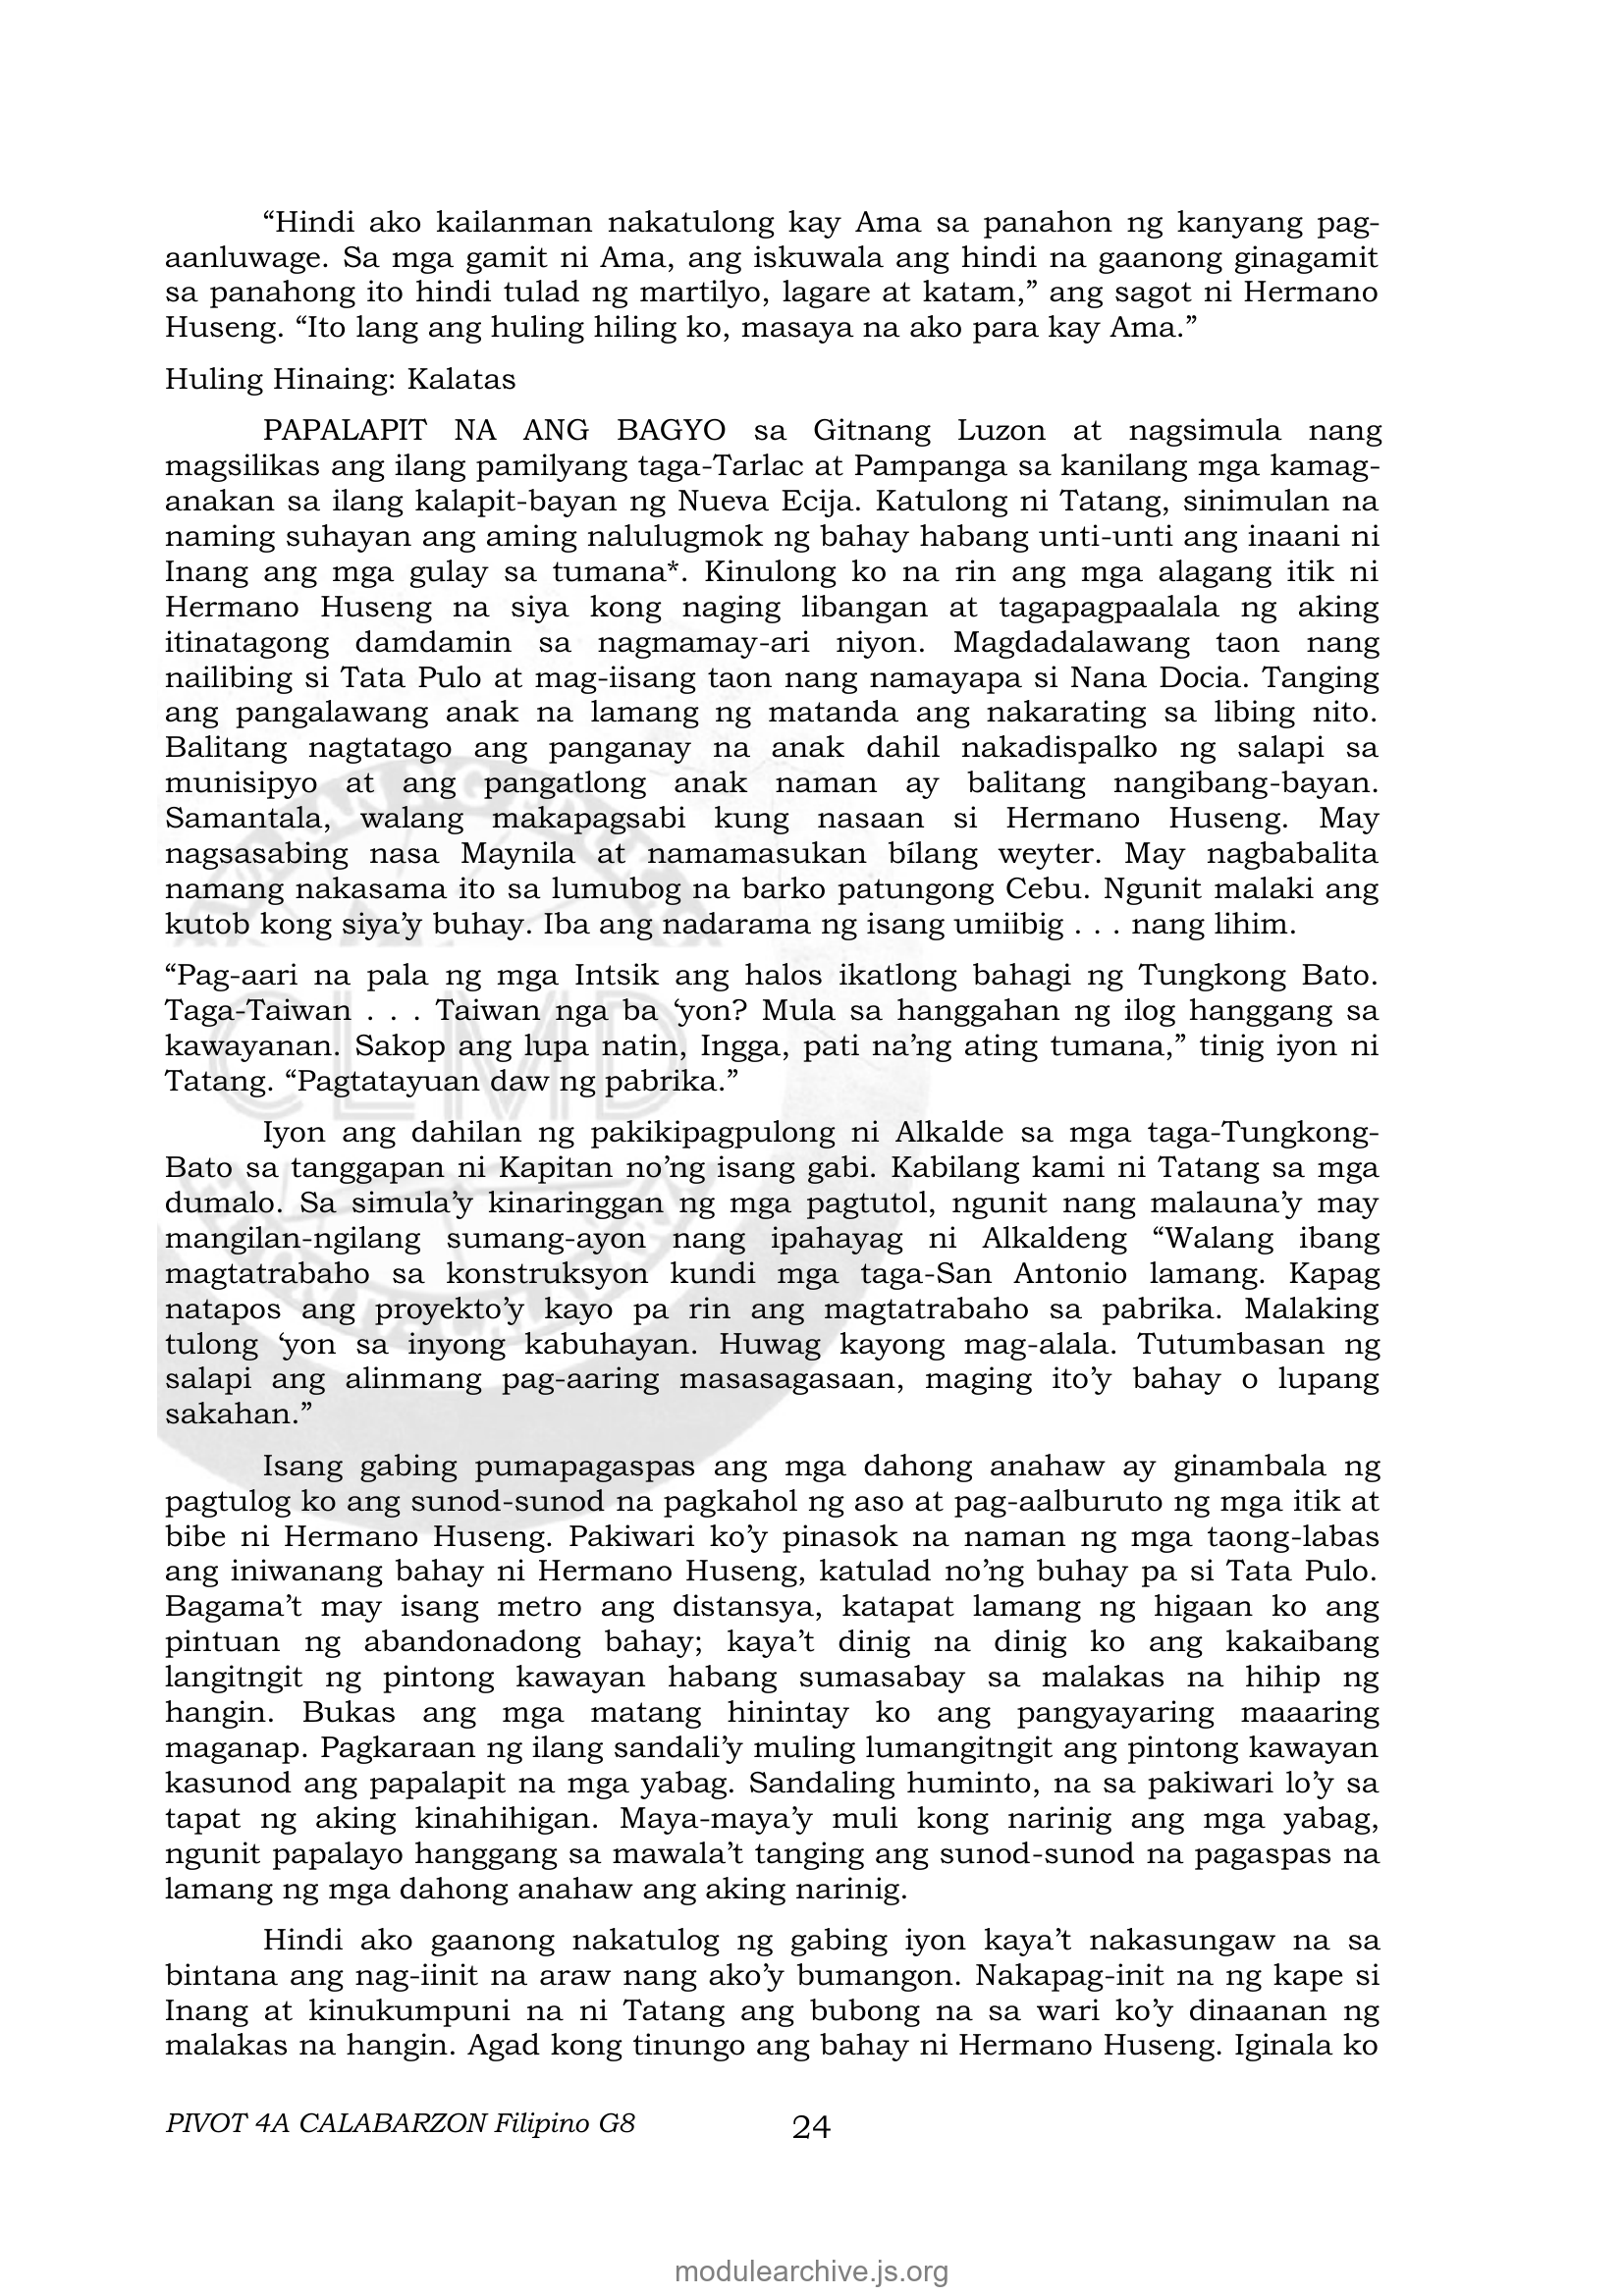 “Hindi ako kailanman nakatulong kay Ama sa panahon ng kanyang pag-
aanluwage. Sa mga gamit ni Ama, ang iskuwala ang hindi na gaanong ginagamit
sa panahong ito hindi tulad ng martilyo, lagare at katam,” ang sagot ni Hermano
Huseng. “Ito lang ang huling hiling ko, masaya na ako para kay Ama.”
Huling Hinaing: Kalatas
PAPALAPIT NA ANG BAGYO sa Gitnang Luzon at nagsimula nang
magsilikas ang ilang pamilyang taga-Tarlac at Pampanga sa kanilang mga kamag-
anakan sa ilang kalapit-bayan ng Nueva Ecija. Katulong ni Tatang, sinimulan na
naming suhayan ang aming nalulugmok ng bahay habang unti-unti ang inaani ni
Inang ang mga gulay sa tumana*. Kinulong ko na rin ang mga alagang itik ni
Hermano Huseng na siya kong naging libangan at tagapagpaalala ng aking
itinatagong damdamin sa nagmamay-ari niyon. Magdadalawang taon nang
nailibing si Tata Pulo at mag-iisang taon nang namayapa si Nana Docia. Tanging
ang pangalawang anak na lamang ng matanda ang nakarating sa libing nito.
Balitang nagtatago ang panganay na anak dahil nakadispalko ng salapi sa
munisipyo at ang pangatlong anak naman ay balitang nangibang-bayan.
Samantala, walang makapagsabi kung nasaan si Hermano Huseng. May
nagsasabing nasa Maynila at namamasukan bílang weyter. May nagbabalita
namang nakasama ito sa lumubog na barko patungong Cebu. Ngunit malaki ang
kutob kong siya’y buhay. Iba ang nadarama ng isang umiibig . . . nang lihim.
“Pag-aari na pala ng mga Intsik ang halos ikatlong bahagi ng Tungkong Bato.
Taga-Taiwan . . . Taiwan nga ba ‘yon? Mula sa hanggahan ng ilog hanggang sa
kawayanan. Sakop ang lupa natin, Ingga, pati na’ng ating tumana,” tinig iyon ni
Tatang. “Pagtatayuan daw ng pabrika.”
Iyon ang dahilan ng pakikipagpulong ni Alkalde sa mga taga-Tungkong-
Bato sa tanggapan ni Kapitan no’ng isang gabi. Kabilang kami ni Tatang sa mga
dumalo. Sa simula’y kinaringgan ng mga pagtutol, ngunit nang malauna’y may
mangilan-ngilang sumang-ayon nang ipahayag ni Alkaldeng “Walang ibang
magtatrabaho sa konstruksyon kundi mga taga-San Antonio lamang. Kapag
natapos ang proyekto’y kayo pa rin ang magtatrabaho sa pabrika. Malaking
tulong ‘yon sa inyong kabuhayan. Huwag kayong mag-alala. Tutumbasan ng
salapi ang alinmang pag-aaring masasagasaan, maging ito’y bahay o lupang
sakahan.”
Isang gabing pumapagaspas ang mga dahong anahaw ay ginambala ng
pagtulog ko ang sunod-sunod na pagkahol ng aso at pag-aalburuto ng mga itik at
bibe ni Hermano Huseng. Pakiwari ko’y pinasok na naman ng mga taong-labas
ang iniwanang bahay ni Hermano Huseng, katulad no’ng buhay pa si Tata Pulo.
Bagama’t may isang metro ang distansya, katapat lamang ng higaan ko ang
pintuan ng abandonadong bahay; kaya’t dinig na dinig ko ang kakaibang
langitngit ng pintong kawayan habang sumasabay sa malakas na hihip ng
hangin. Bukas ang mga matang hinintay ko ang pangyayaring maaaring
maganap. Pagkaraan ng ilang sandali’y muling lumangitngit ang pintong kawayan
kasunod ang papalapit na mga yabag. Sandaling huminto, na sa pakiwari lo’y sa
tapat ng aking kinahihigan. Maya-maya’y muli kong narinig ang mga yabag,
ngunit papalayo hanggang sa mawala’t tanging ang sunod-sunod na pagaspas na
lamang ng mga dahong anahaw ang aking narinig.
Hindi ako gaanong nakatulog ng gabing iyon kaya’t nakasungaw na sa
bintana ang nag-iinit na araw nang ako’y bumangon. Nakapag-init na ng kape si
Inang at kinukumpuni na ni Tatang ang bubong na sa wari ko’y dinaanan ng
malakas na hangin. Agad kong tinungo ang bahay ni Hermano Huseng. Iginala ko
CLMD
PIVOT 4A CALABARZON Filipino G8
24
modulearchive.js.org